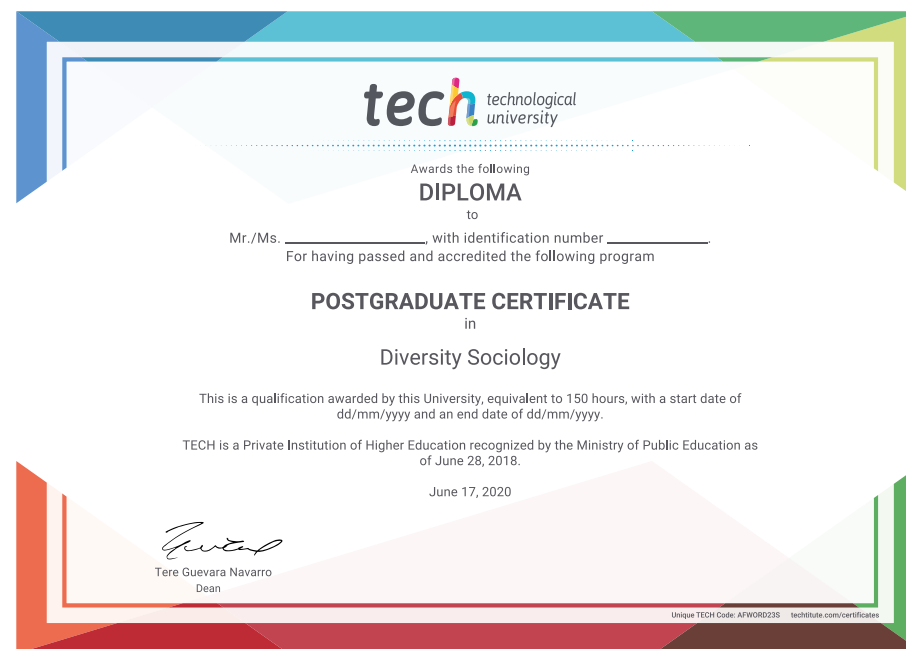 tech technological
university
Awards the following
DIPLOMA
to
Mr./Ms. ____________________, with identification number ______________.
For having passed and accredited the following program
POSTGRADUATE CERTIFICATE
in
Diversity Sociology
This is a qualification awarded by this University, equivalent to 150 hours, with a start date of
dd/mm/yyyy and an end date of dd/mm/yyyy.
TECH is a Private Institution of Higher Education recognized by the Ministry of Public Education as
of June 28, 2018.
June 17, 2020
Tere Guevara Navarro
Dean
Unique TECH Code: AFWORD23S techtitute.com/certificates